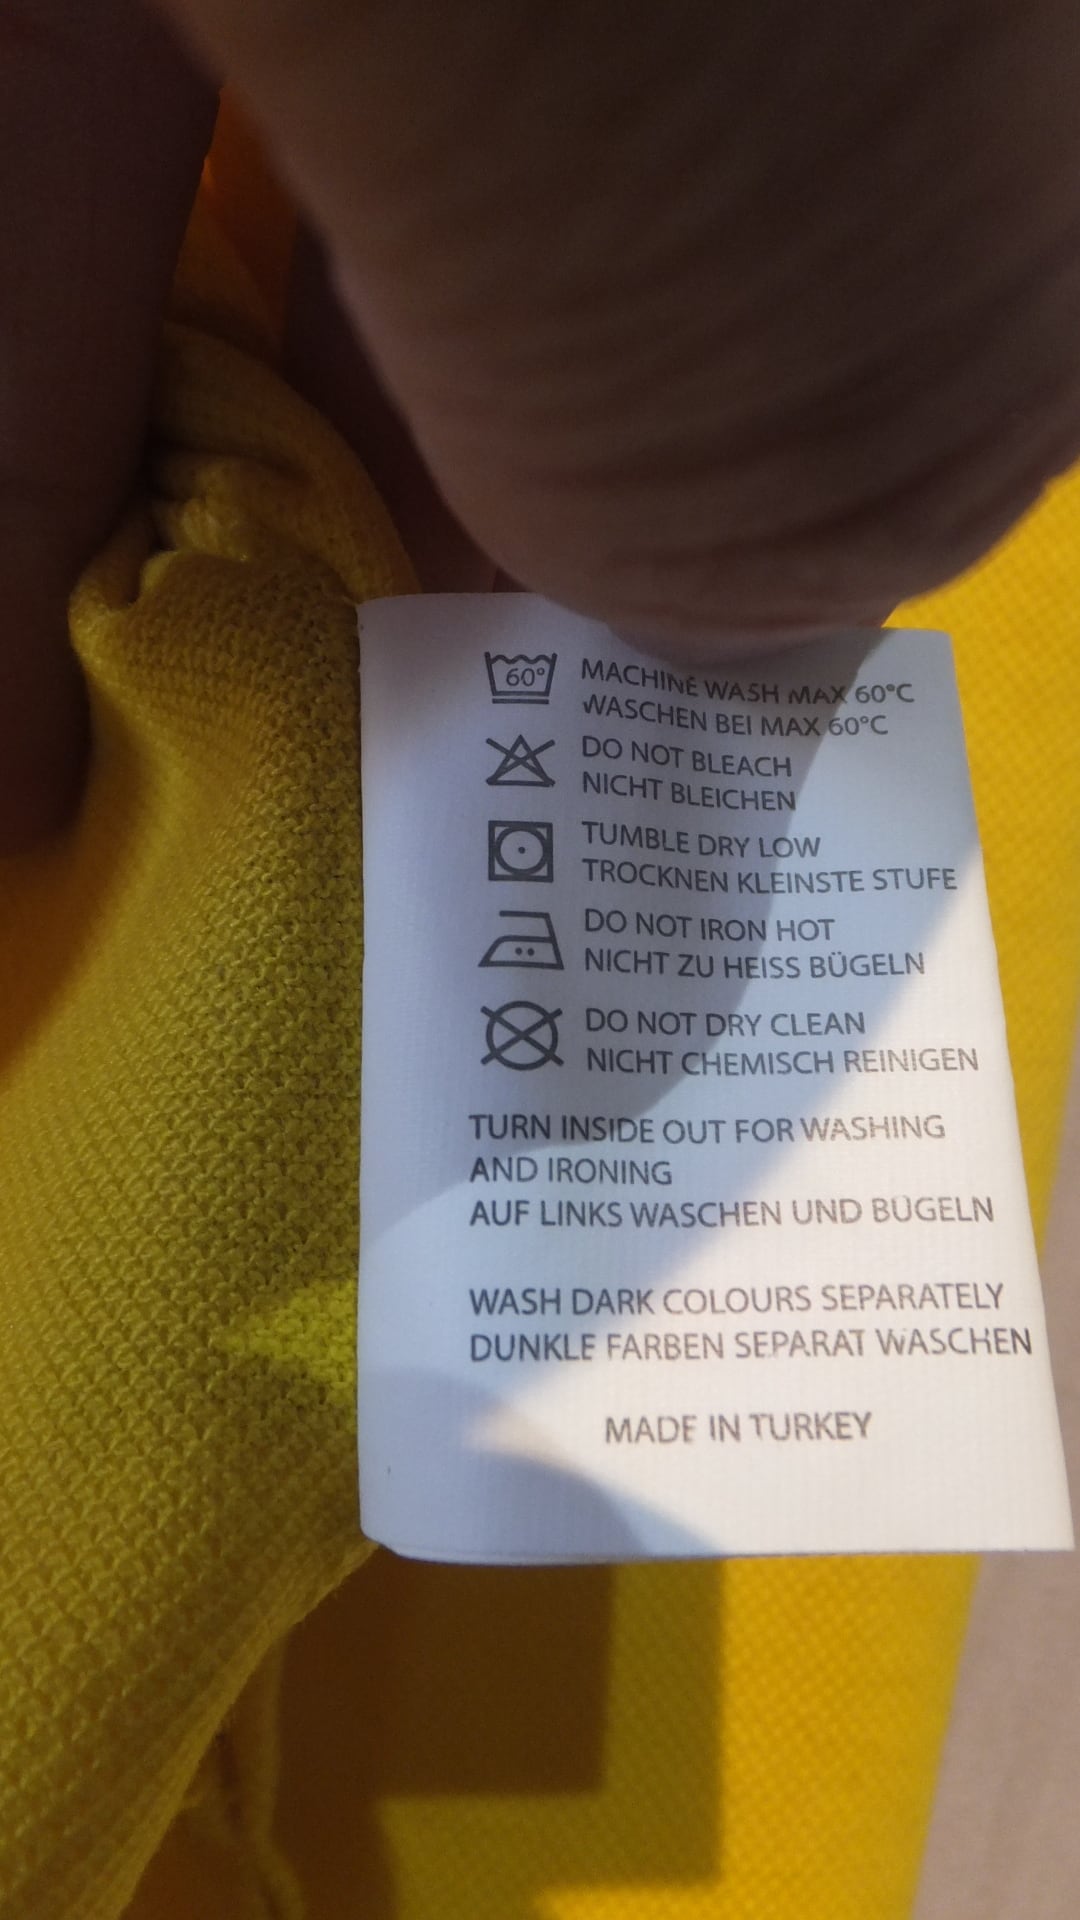 60°
MACHINE WASH MAX 60°C
WASCHEN BEI MAX 60°C
DO NOT BLEACH
NICHT BLEICHEN
TUMBLE DRY LOW
TROCKNEN KLEINSTE STUFE
DO NOT IRON HOT
NICHT ZU HEISS BÜGELN
DO NOT DRY CLEAN
NICHT CHEMISCH REINIGEN
TURN INSIDE OUT FOR WASHING
AND IRONING
AUF LINKS WASCHEN UND BÜGELN
WASH DARK COLOURS SEPARATELY
DUNKLE FARBEN SEPARAT WASCHEN
MADE IN TURKEY